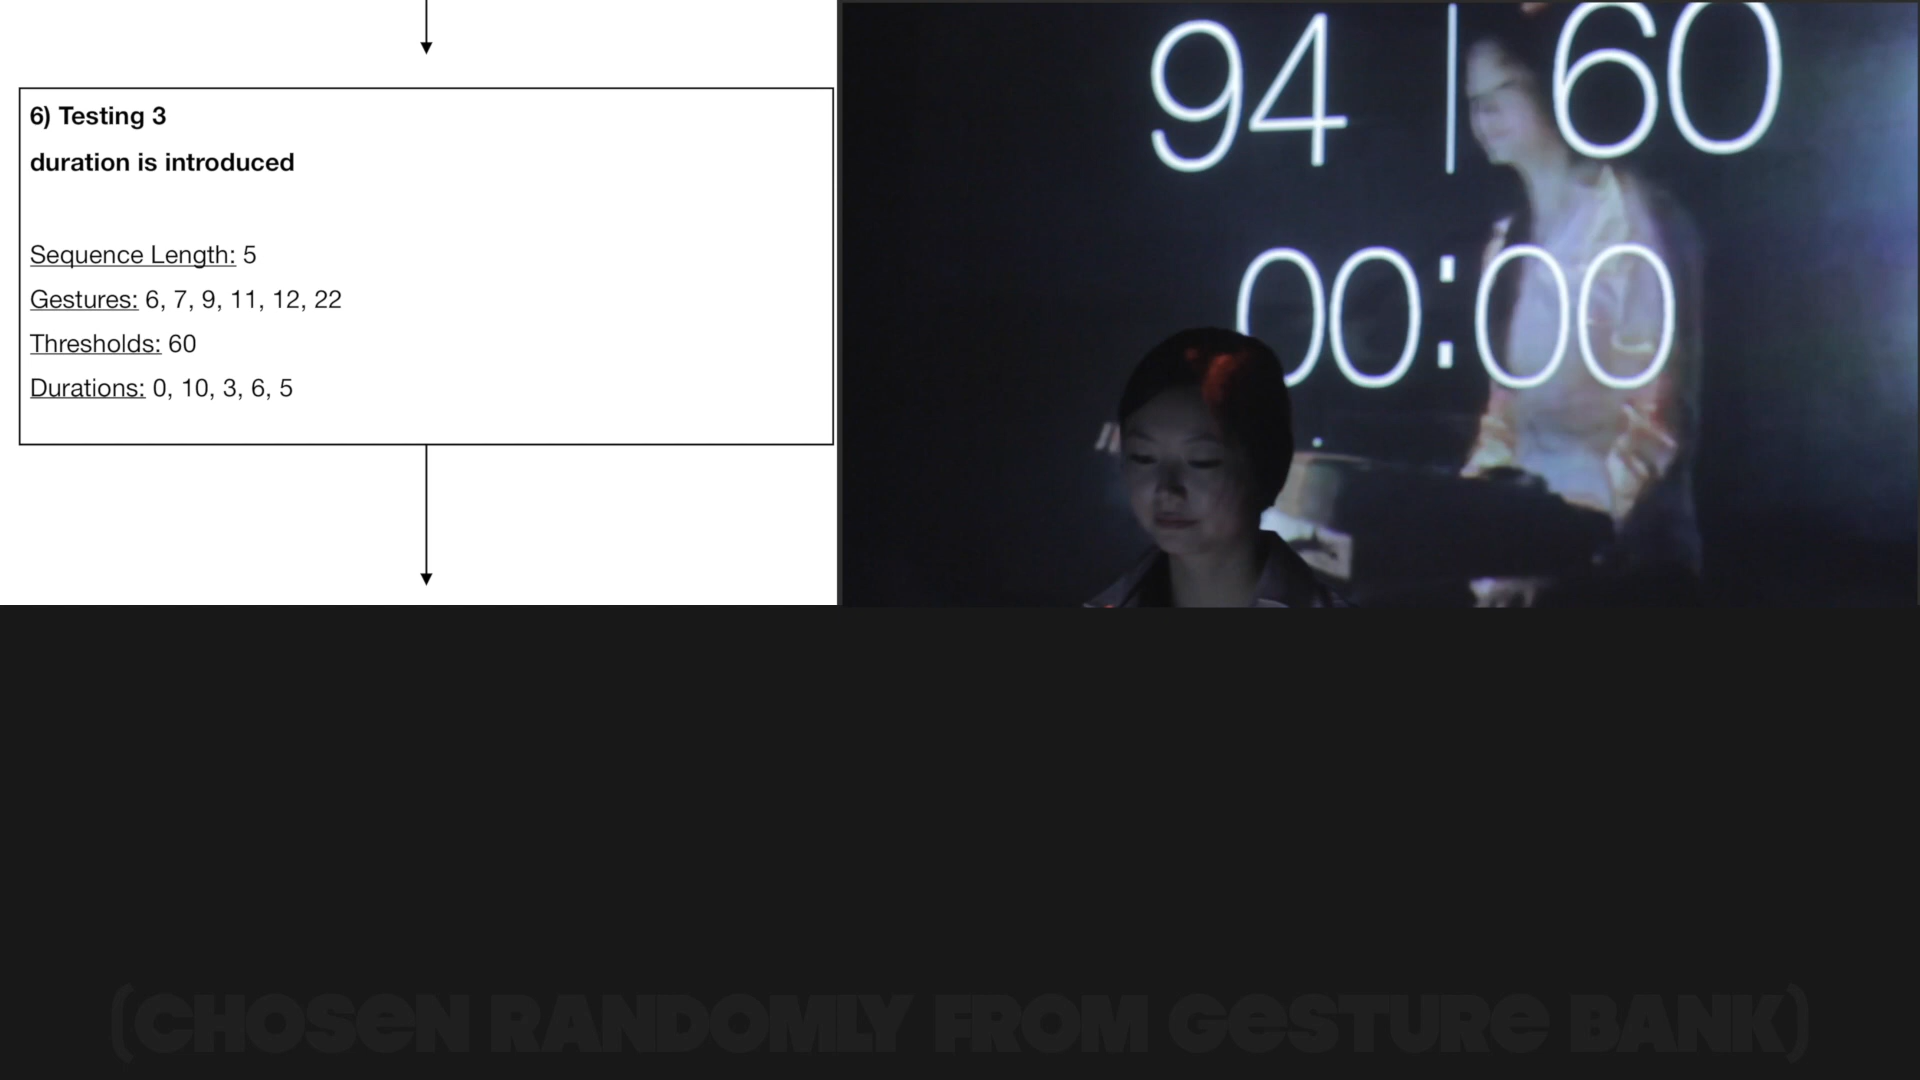 6) Testing 3
duration is introduced
Sequence Length: 5
Gestures: 6, 7, 9, 11, 12, 22
Thresholds: 60
Durations: 0, 10, 3, 6, 5
94 | 60
00:00
(CHOSEN RANDOMLY FROM GESTURE BANK)